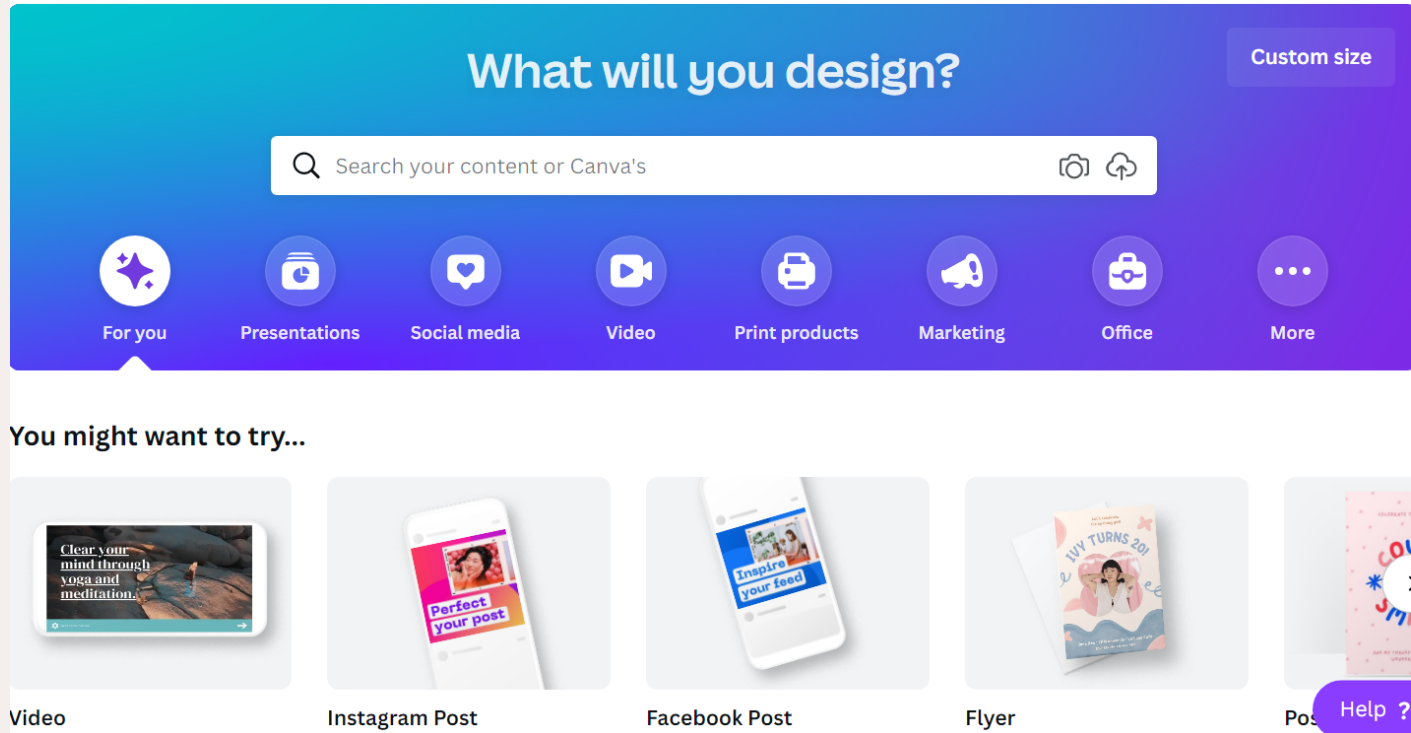 What will you design?
Custom size
Search your content or Canva's
For you
Presentations
Social media
Video
Print products
Marketing
Office
More
You might want to try...
Clear your
mind through
yoga and
meditation.
Perfect
your post
Inspire
your feed
IVY TURNS 20!
Video
Instagram Post
Facebook Post
Flyer
Help ?